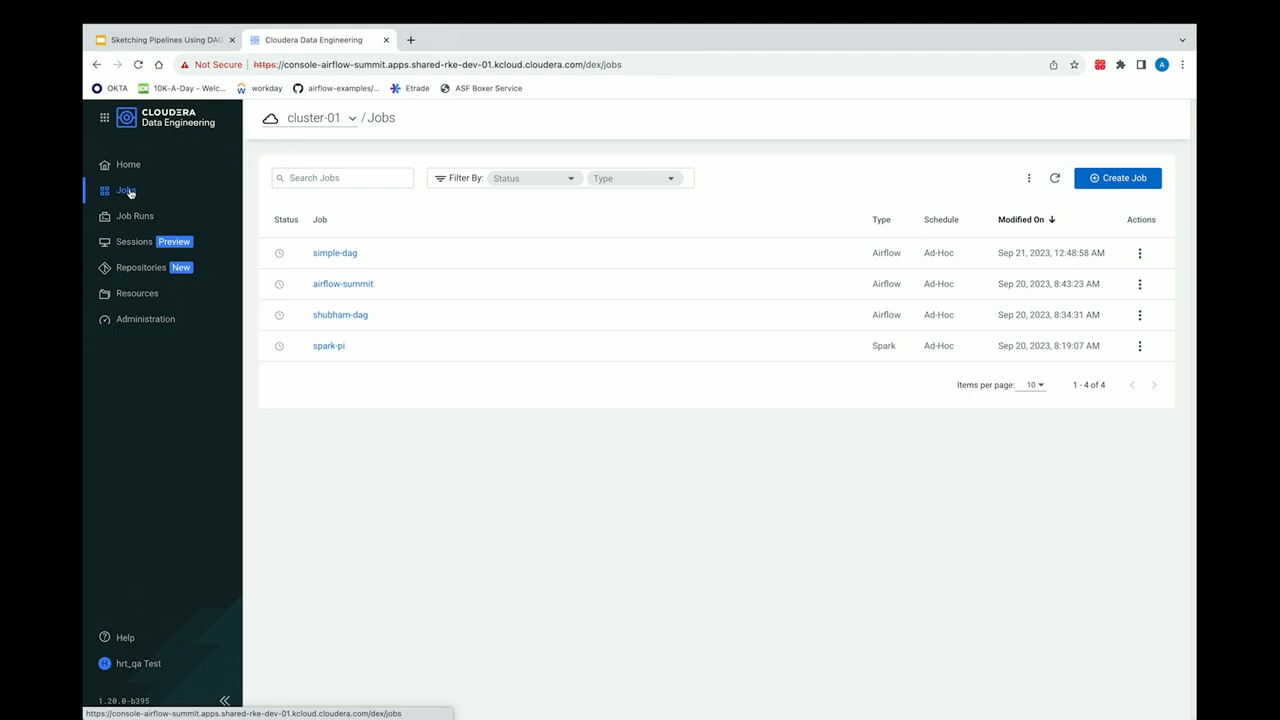 Sketching Pipelines Using DAG
Cloudera Data Engineering
Not Secure https://console-airflow-summit.apps.shared-rke-dev-01.kcloud.cloudera.com/dex/jobs A
OKTA 10K-A-Day - Welc... workday airflow-examples/... Etrade ASF Boxer Service
CLOUDERA
Data Engineering
cluster-01 / Jobs
Home
Jobs
Job Runs
Sessions Preview
Repositories New
Resources
Administration
Search Jobs Filter By: Status Type Create Job
Status Job Type Schedule Modified On Actions
simple-dag Airflow Ad-Hoc Sep 21, 2023, 12:48:58 AM
airflow-summit Airflow Ad-Hoc Sep 20, 2023, 8:43:23 AM
shubham-dag Airflow Ad-Hoc Sep 20, 2023, 8:34:31 AM
spark-pi Spark Ad-Hoc Sep 20, 2023, 8:19:07 AM
Items per page: 10 1 - 4 of 4
Help
H hrt_qa Test
1.20.0-b395
https://console-airflow-summit.apps.shared-rke-dev-01.kcloud.cloudera.com/dex/jobs